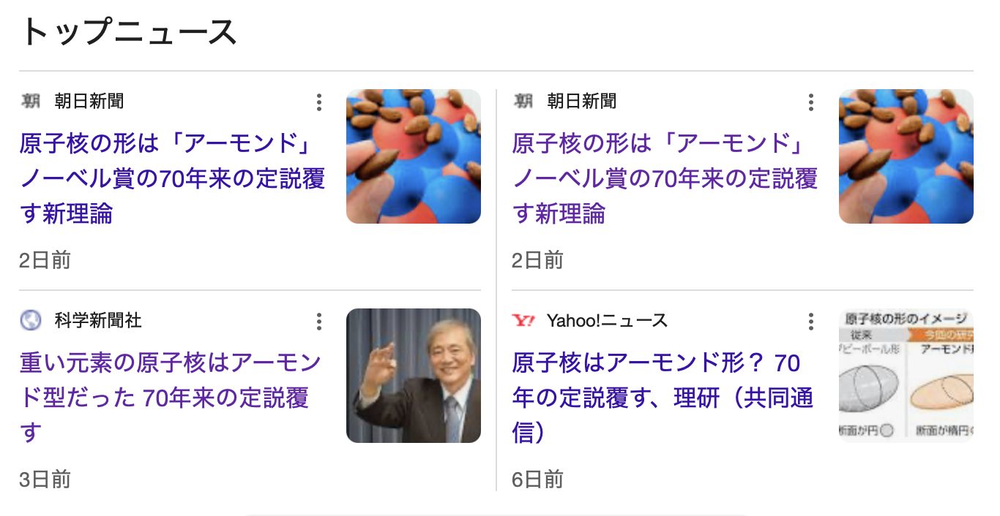 トップニュース
朝日新聞
原子核の形は「アーモンド」
ノーベル賞の70年来の定説覆
す新理論
2日前
朝日新聞
原子核の形は「アーモンド」
ノーベル賞の70年来の定説覆
す新理論
2日前
科学新聞社
重い元素の原子核はアーモン
ド型だった 70年来の定説覆
す
3日前
Yahoo!ニュース
原子核はアーモンド形？ 70
年の定説覆す、理研（共同通
信）
6日前
原子核の形のイメージ
従来
今回の研究
グビーボール形
アーモンド
断面が円
断面が楕円